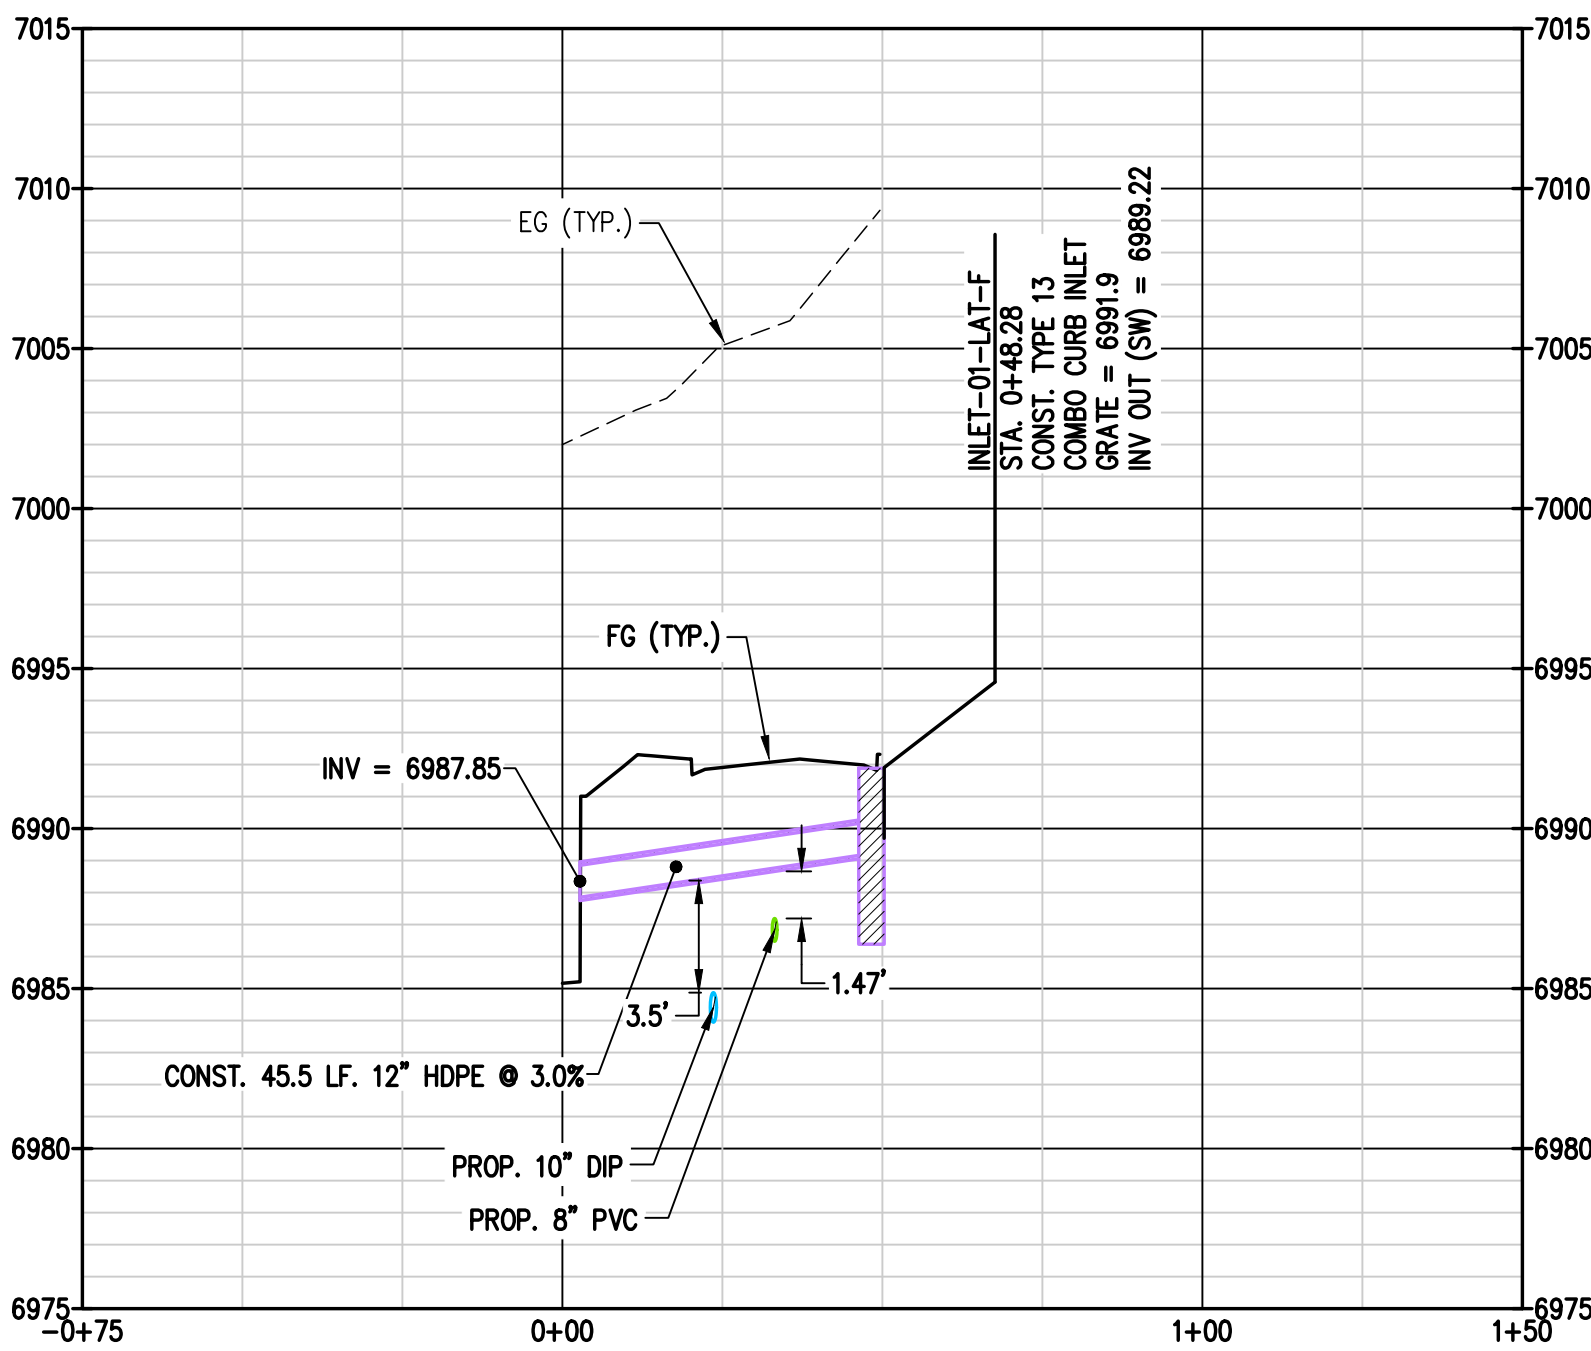 7015
7015
7010
7010
EG (TYP.)
INLET-01-LAT-F
STA. 0+48.28
CONST. TYPE 13
COMBO CURB INLET
GRATE = 6991.9
INV OUT (SW) = 6989.22
7005
7005
7000
7000
FG (TYP.)
6995
6995
INV = 6987.85
6990
6990
1.47'
6985
6985
3.5'
CONST. 45.5 LF. 12" HDPE @ 3.0%
6980
6980
PROP. 10" DIP
PROP. 8" PVC
6975
6975
-0+75
0+00
1+00
1+50